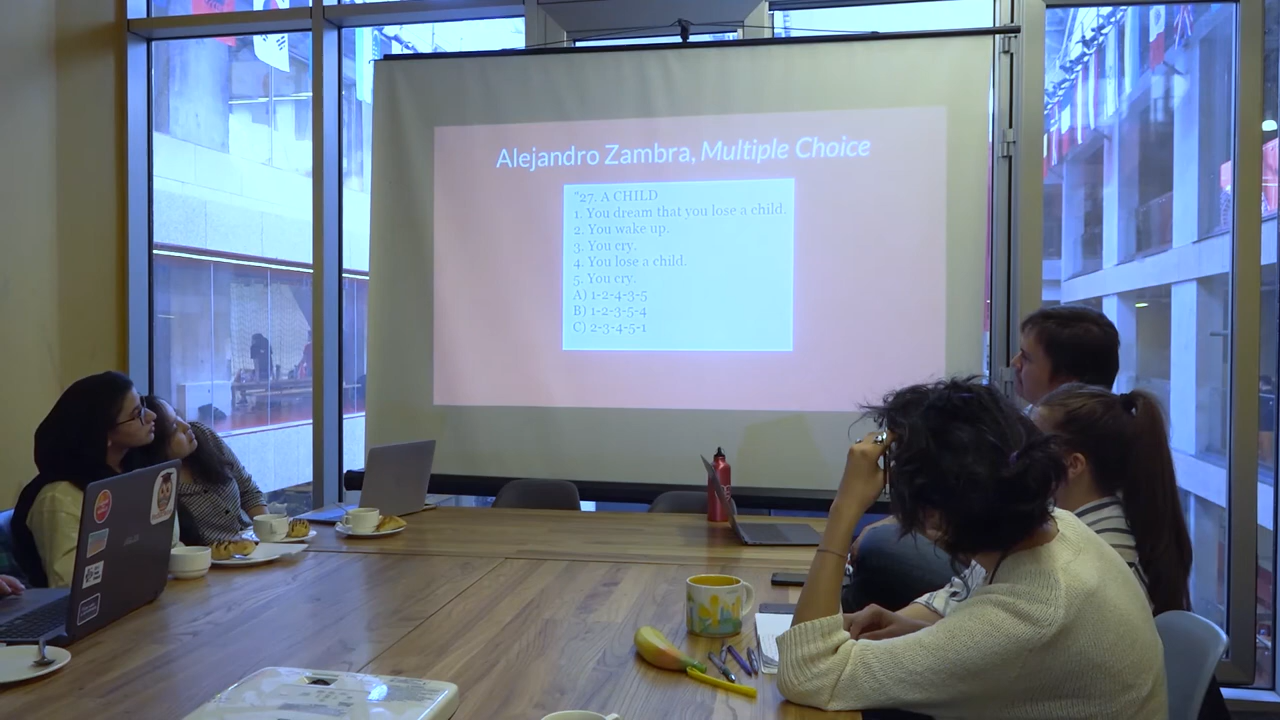 Alejandro Zambra, Multiple Choice
"27. A CHILD
1. You dream that you lose a child.
2. You wake up.
3. You cry.
4. You lose a child.
5. You cry.
A) 1-2-4-3-5
B) 1-2-3-5-4
C) 2-3-4-5-1